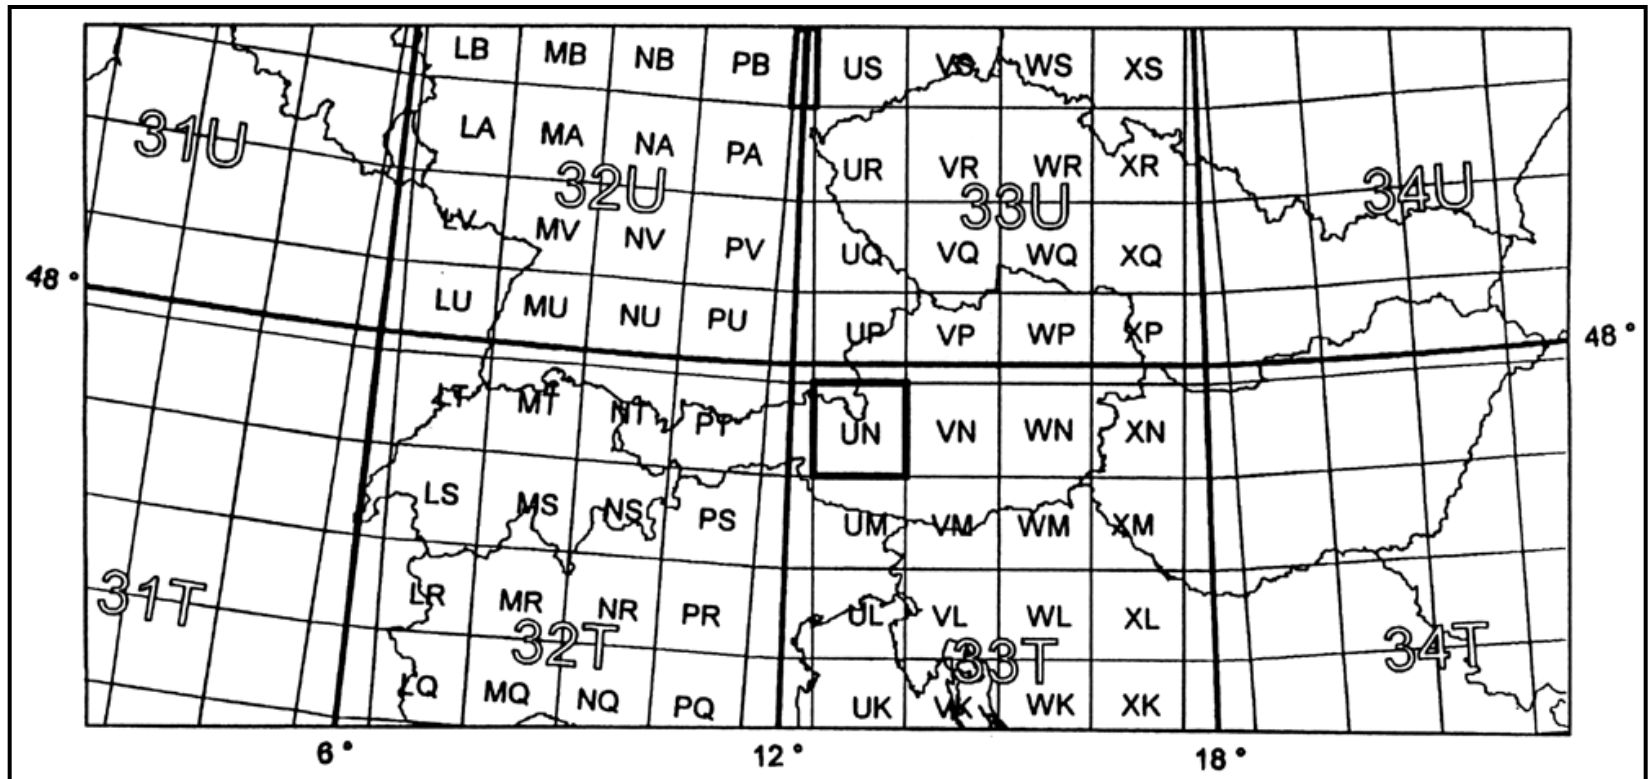 LB MB NB PB US VS WS XS
31U LA MA NA PA UR VR WR XR 34U
32U 33U
LV MV NV PV UQ VQ WQ XQ
48°
LU MU NU PU UP VP WP XP 48°
LT MT NT PT UN VN WN XN
LS MS NS PS UM VM WM XM
31T LR MR NR PR UL VL WL XL
32T 33T 34T
LQ MQ NQ PQ UK VK WK XK
6° 12° 18°